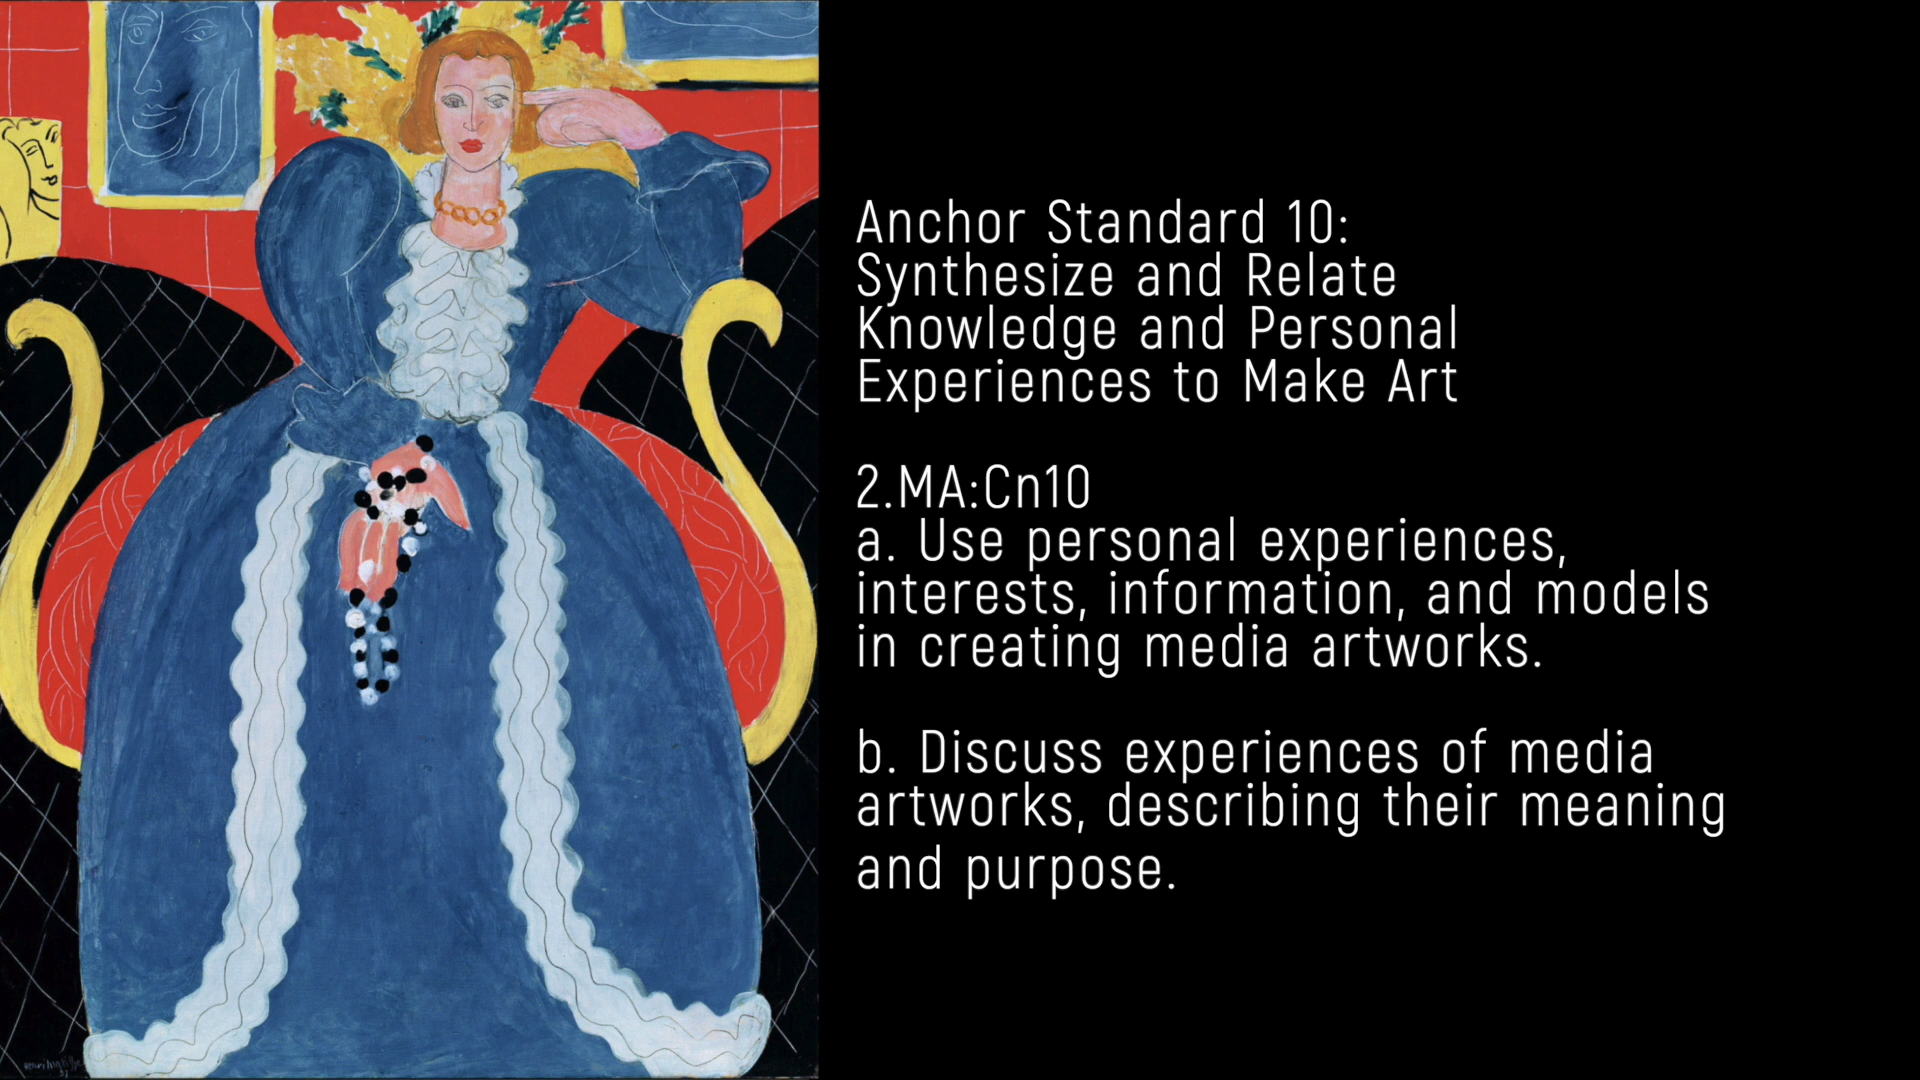 Anchor Standard 10:
Synthesize and Relate
Knowledge and Personal
Experiences to Make Art
2.MA:Cn10
a. Use personal experiences,
interests, information, and models
in creating media artworks.
b. Discuss experiences of media
artworks, describing their meaning
and purpose.